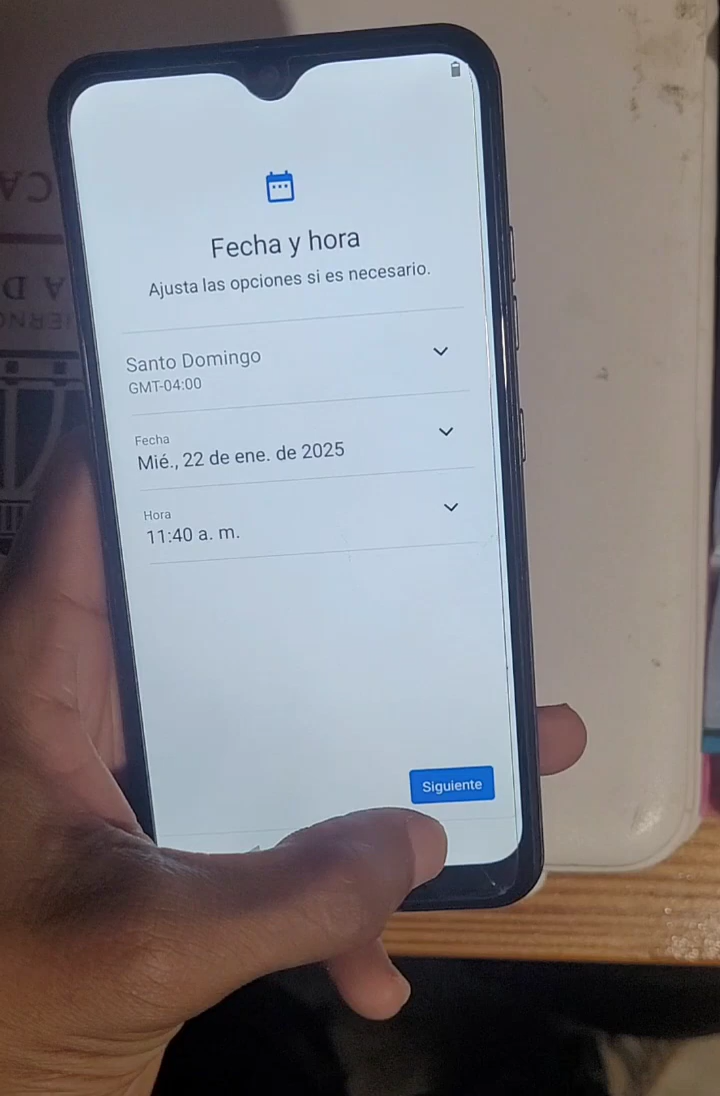 Fecha y hora
Ajusta las opciones si es necesario.
Santo Domingo
GMT-04:00
Fecha
Mié., 22 de ene. de 2025
Hora
11:40 a. m.
Siguiente